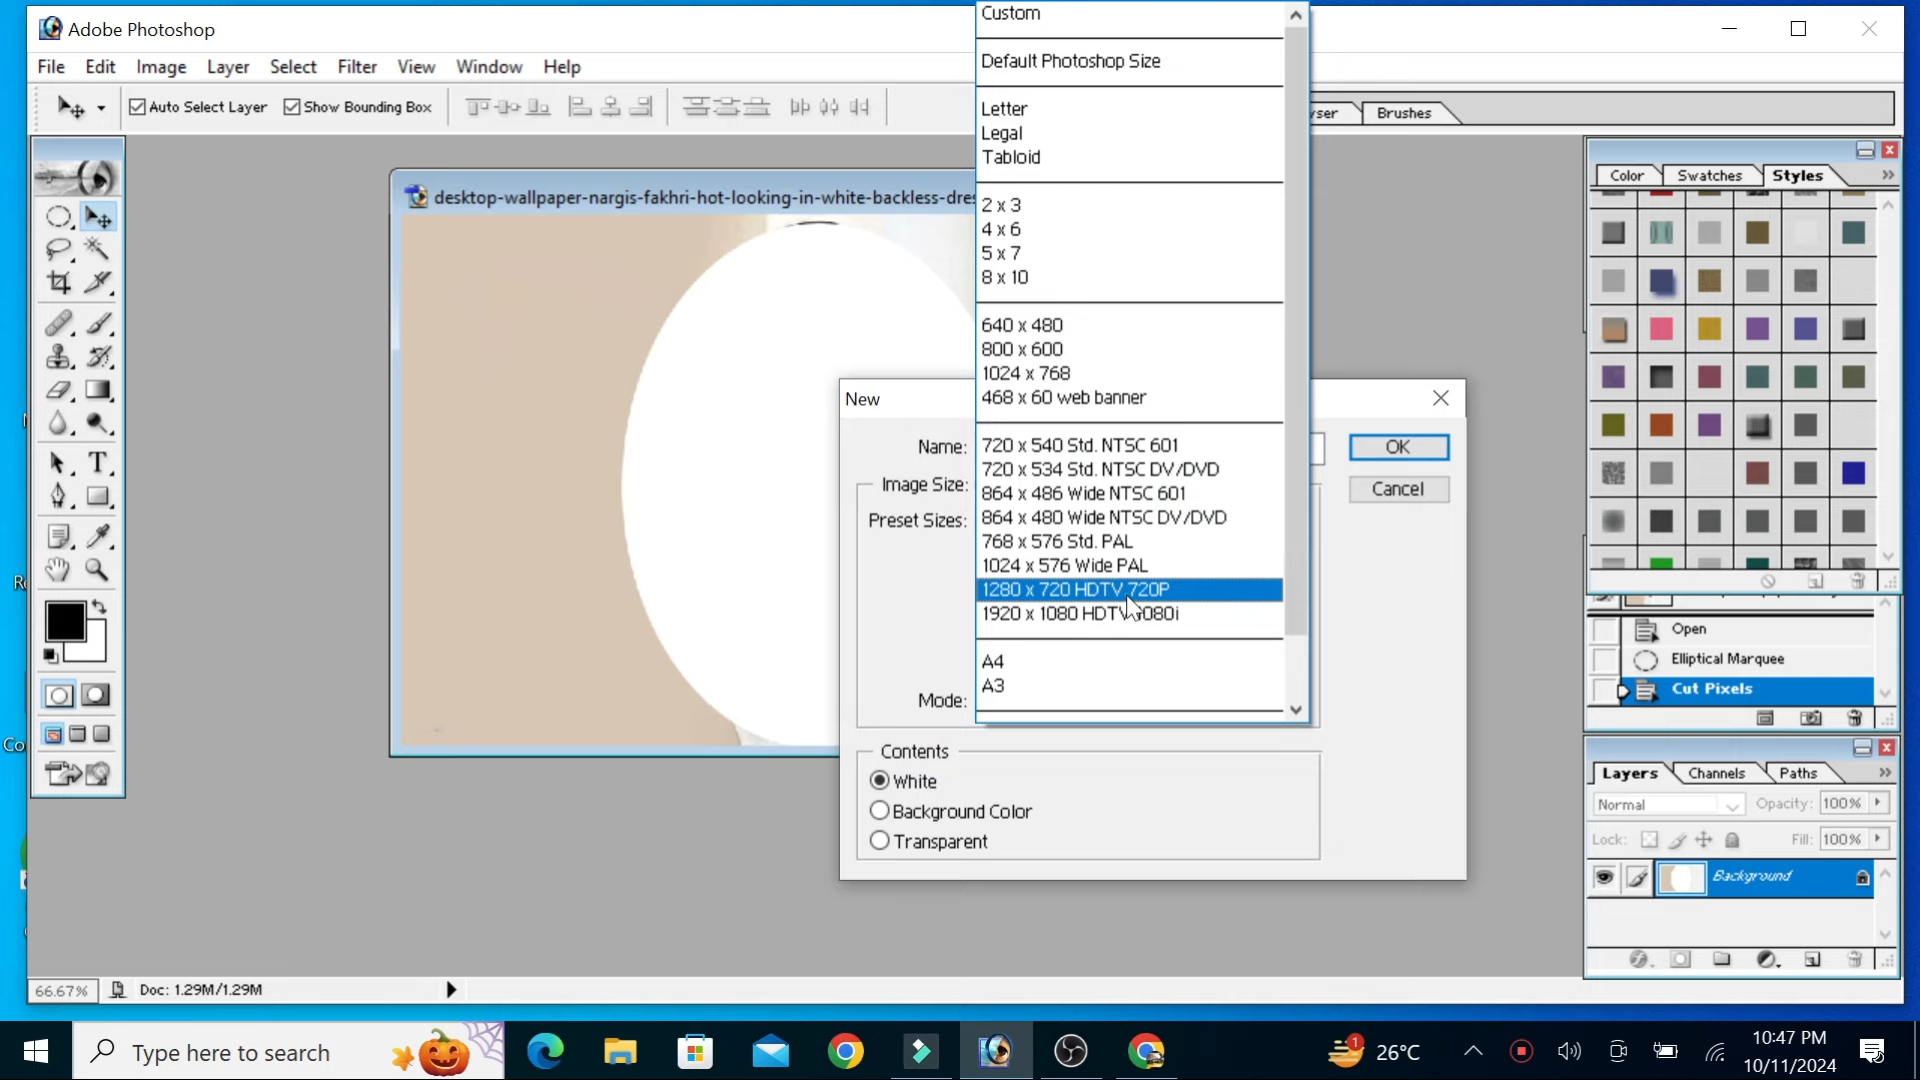 Adobe Photoshop
File Edit Image Layer Select Filter View Window Help
Auto Select Layer Show Bounding Box
Brushes
desktop-wallpaper-nargis-fakhri-hot-looking-in-white-backless-dres
Custom
Default Photoshop Size
Letter
Legal
Tabloid
2 x 3
4 x 6
5 x 7
8 x 10
640 x 480
800 x 600
1024 x 768
468 x 60 web banner
720 x 540 Std. NTSC 601
720 x 534 Std. NTSC DV/DVD
864 x 486 Wide NTSC 601
864 x 480 Wide NTSC DV/DVD
768 x 576 Std. PAL
1024 x 576 Wide PAL
1280 x 720 HDTV 720P
1920 x 1080 HDTV 1080i
A4
A3
New
Name:
Image Size:
Preset Sizes:
Mode:
OK
Cancel
Contents
White
Background Color
Transparent
Color Swatches Styles
Open
Elliptical Marquee
Cut Pixels
Layers Channels Paths
Normal Opacity: 100%
Lock: Fill: 100%
Background
66.67% Doc: 1.29M/1.29M
Type here to search
26°C
10:47 PM
10/11/2024